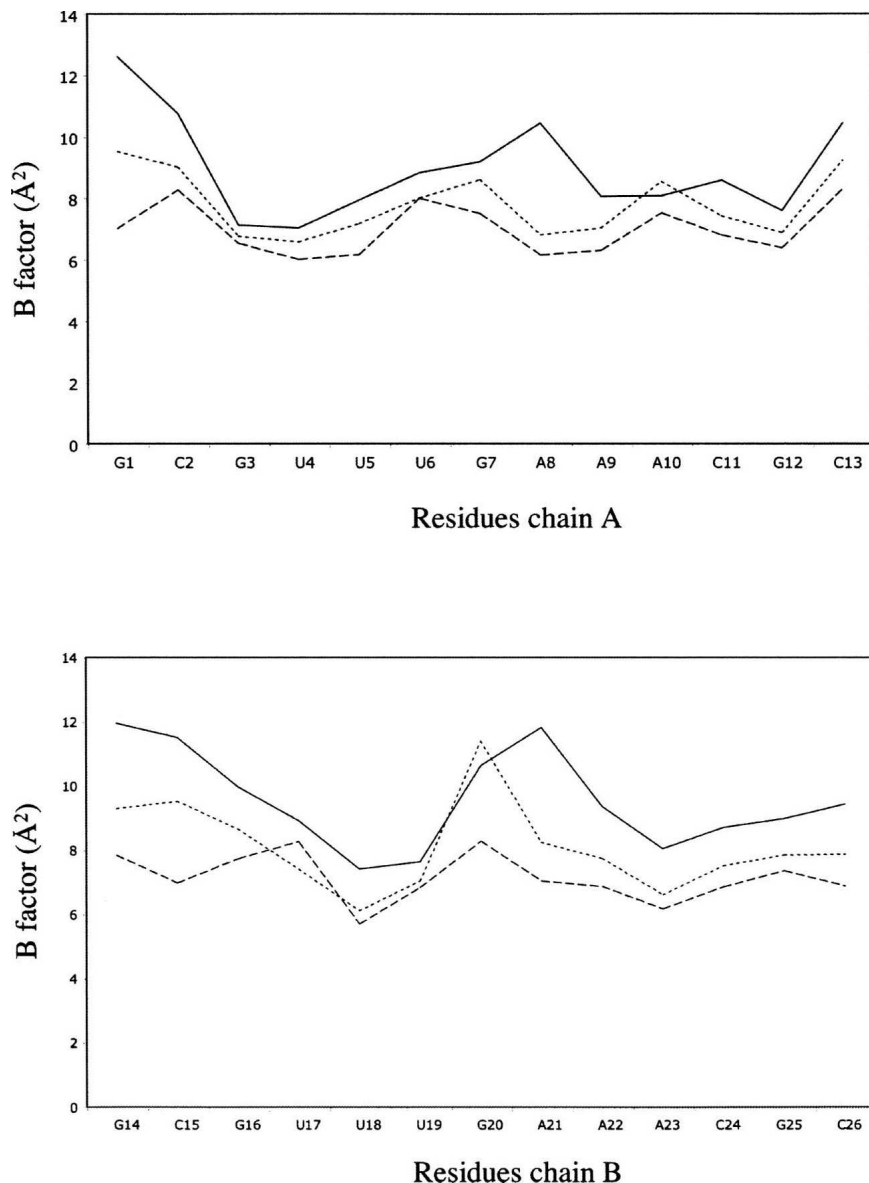 14
12
10
8
6
4
2
0
B factor (Å²)
G1 C2 G3 U4 U5 U6 G7 A8 A9 A10 C11 G12 C13
Residues chain A
14
12
10
8
6
4
2
0
B factor (Å²)
G14 C15 G16 U17 U18 U19 G20 A21 A22 A23 C24 G25 C26
Residues chain B